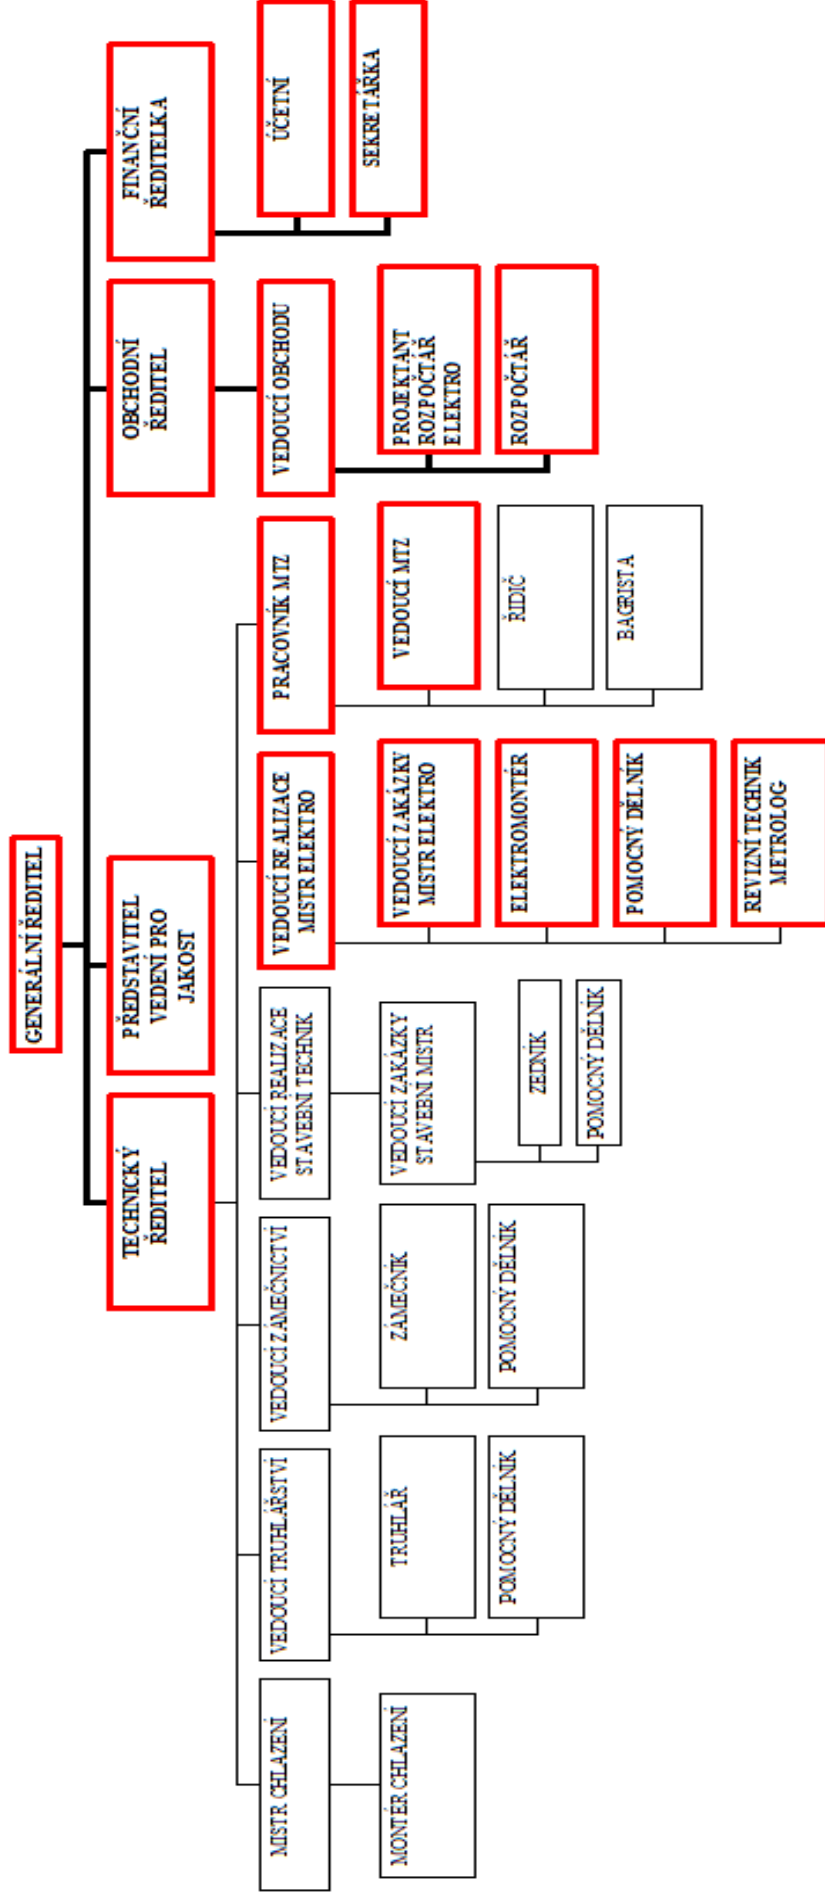 GENERÁLNÍ ŘEDITEL
TECHNICKÝ
ŘEDITEL
PŘEDSTAVITEL
VEDENÍ PRO
JAKOST
OBCHODNÍ
ŘEDITEL
FINANČNÍ
ŘEDITELKA
MISTR CHLAZENÍ
VEDOUCÍ TRUHLÁŘSTVÍ
VEDOUCÍ ZÁMEČNICTVÍ
VEDOUCÍ REALIZACE
STAVEBNÍ TECHNIK
VEDOUCÍ REALIZACE
MISTR ELEKTRO
PRACOVNÍK MTZ
VEDOUCÍ OBCHODU
ÚČETNÍ
SEKRETÁŘKA
MONTÉR CHLAZENÍ
TRUHLÁŘ
POMOCNÝ DĚLNÍK
ZÁMEČNÍK
POMOCNÝ DĚLNÍK
VEDOUCÍ ZAKÁZKY
STAVEBNÍ MISTR
ZEDNÍK
POMOCNÝ DĚLNÍK
VEDOUCÍ ZAKÁZKY
MISTR ELEKTRO
ELEKTROMONTÉR
POMOCNÝ DĚLNÍK
REVIZNÍ TECHNIK
METROLOG
VEDOUCÍ MTZ
ŘIDIČ
BAGRISTA
PROJEKTANT
ROZPOČTÁŘ
ELEKTRO
ROZPOČTÁŘ